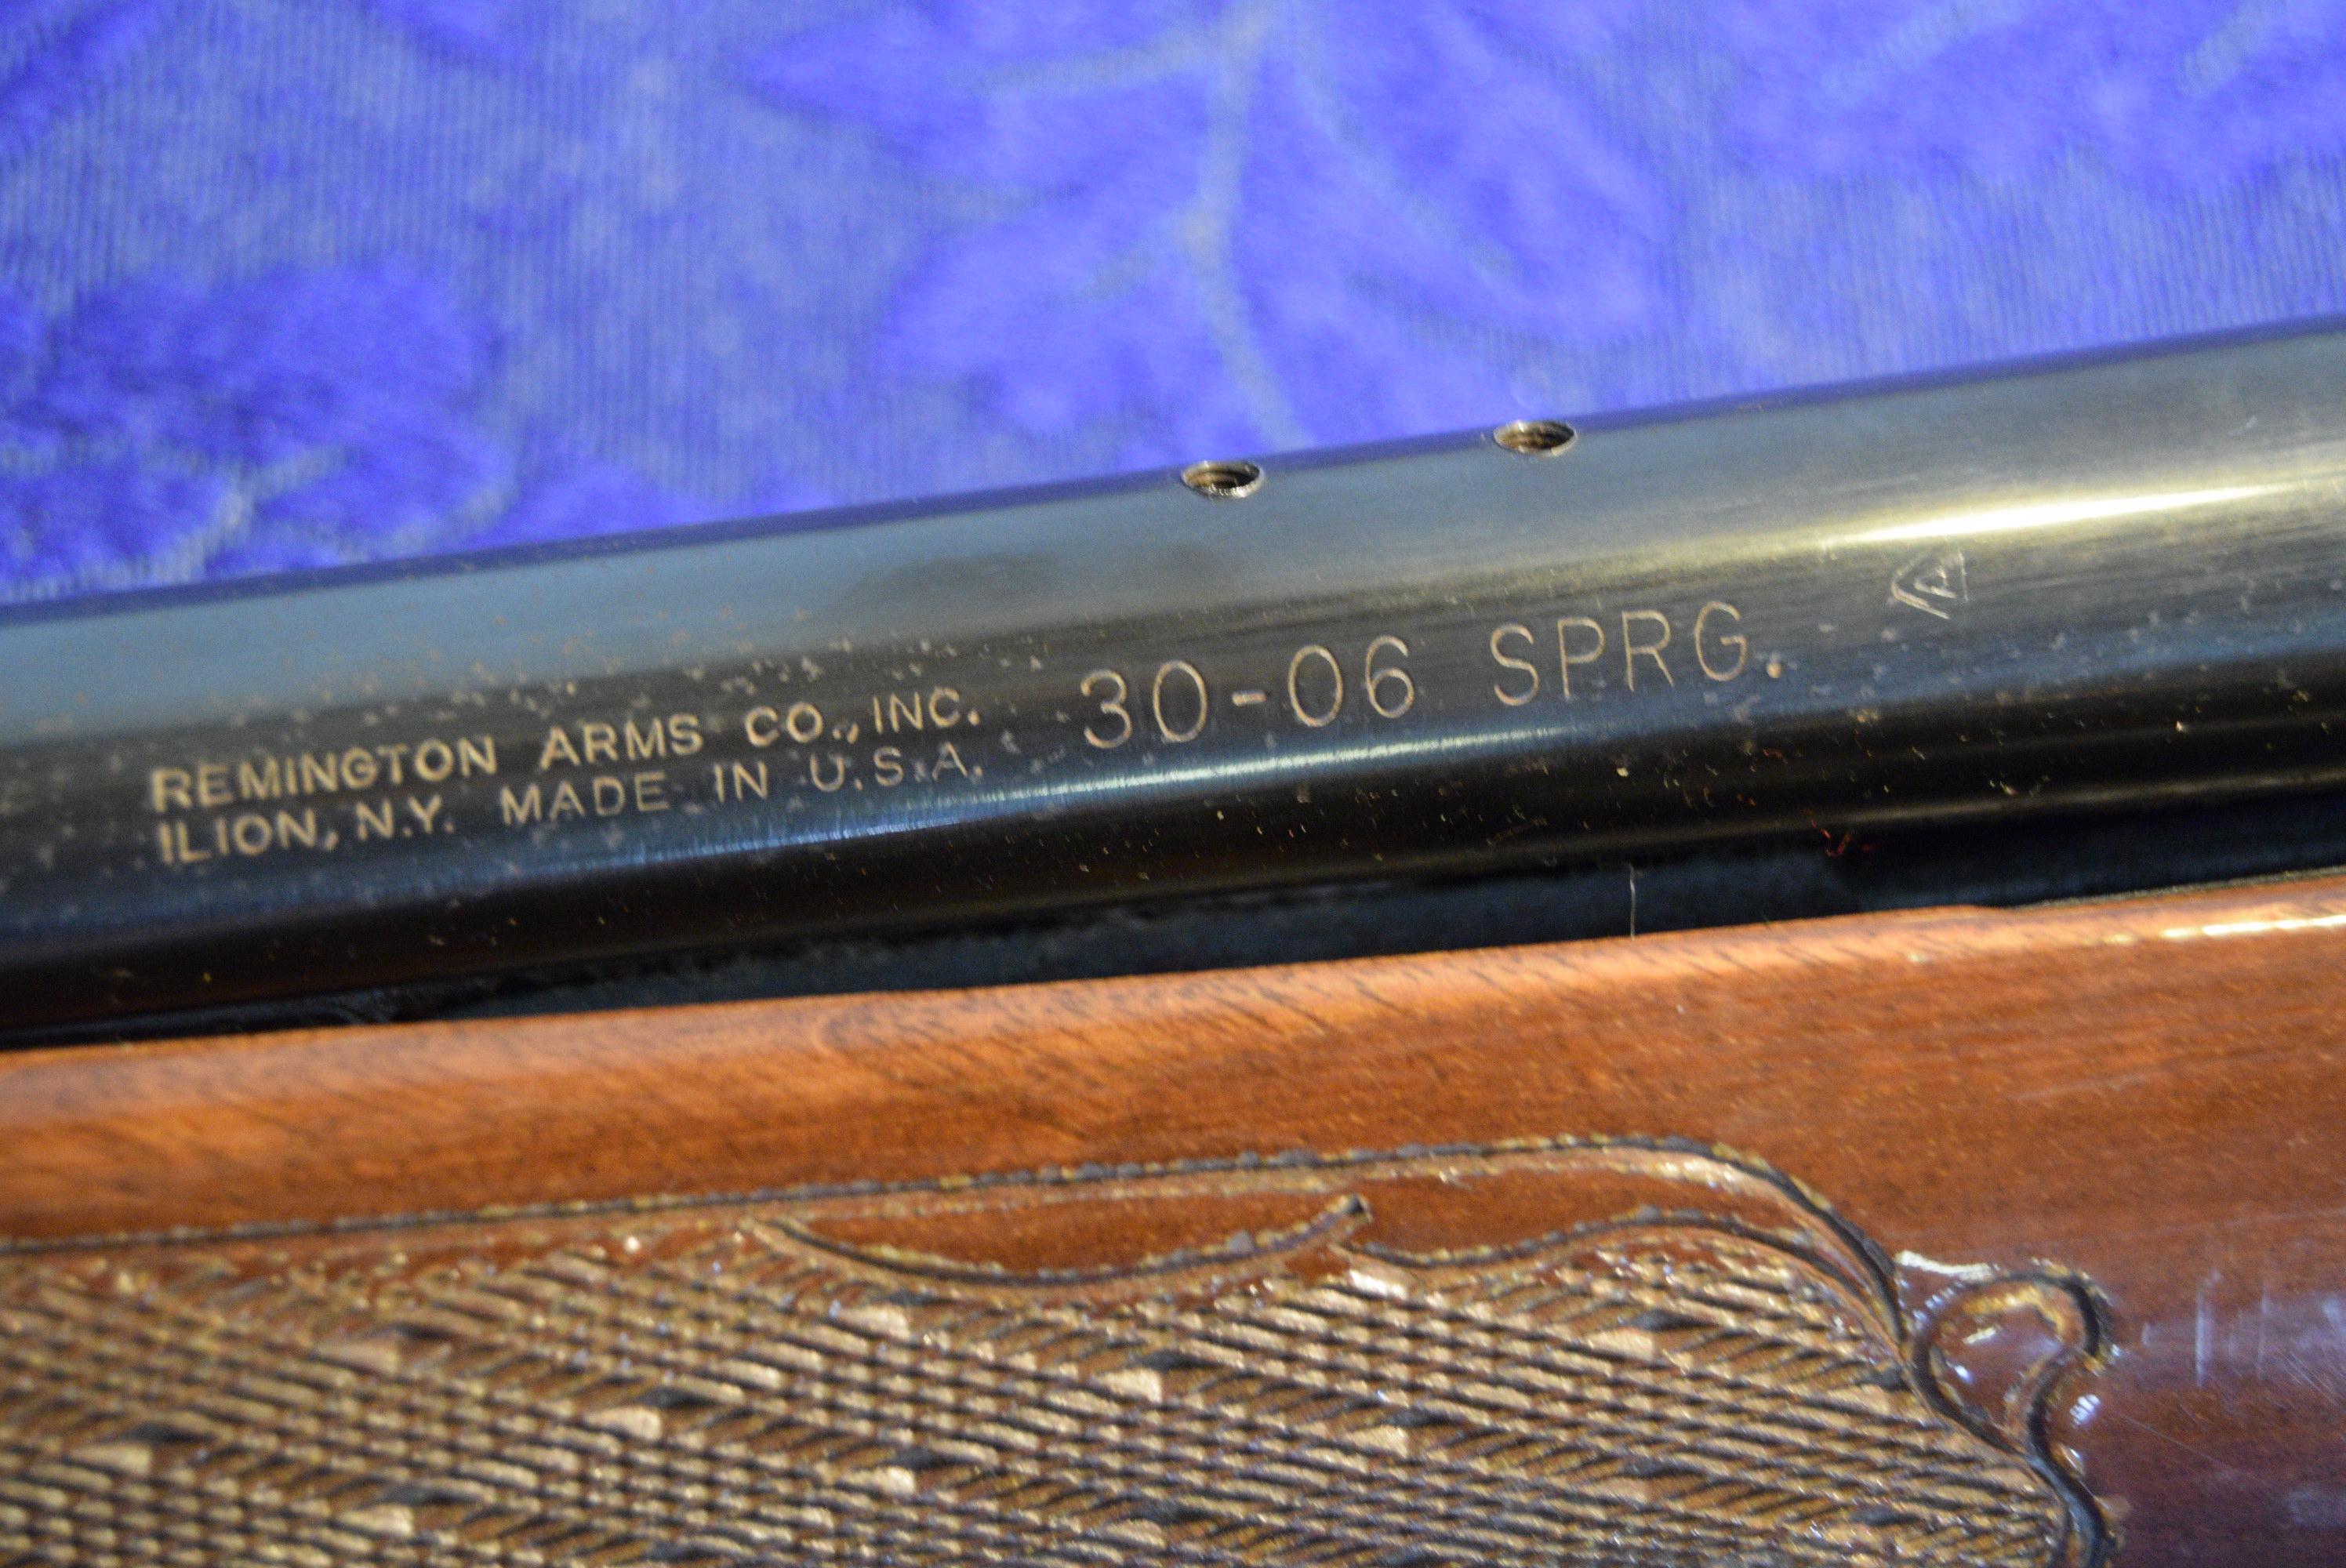 REMINGTON ARMS CO., INC.
ILION, N.Y. MADE IN U.S.A.
30-06 SPRG.